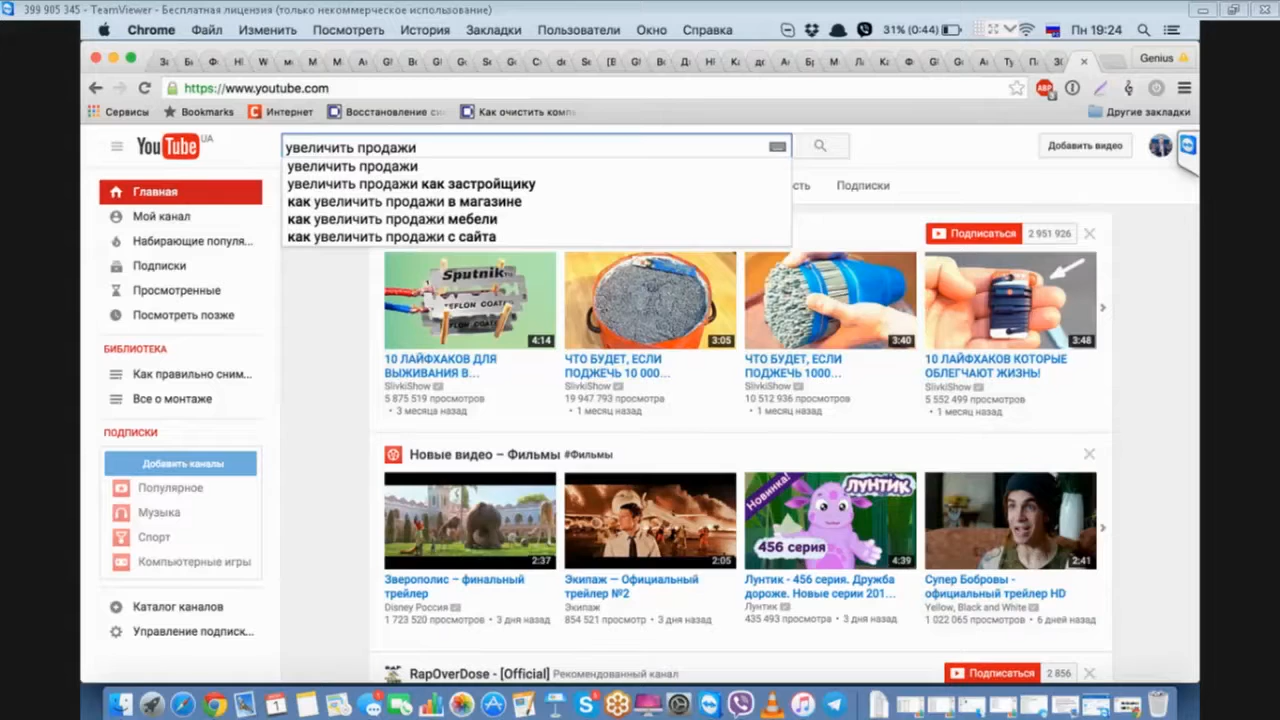 399 905 345 - TeamViewer - Бесплатная лицензия (только некоммерческое использование)
Chrome Файл Изменить Посмотреть История Закладки Пользователи Окно Справка 31% (0:44) Пн 19:24
Genius
https://www.youtube.com
ABP
Сервисы Bookmarks Интернет Восстановление Как очистить Другие закладки
YouTube UA
увеличить продажи
Добавить видео
увеличить продажи
увеличить продажи как застройщику
как увеличить продажи в магазине
как увеличить продажи мебели
как увеличить продажи с сайта
Подписки
Главная
Мой канал
Набирающие популя...
Подписки
Просмотренные
Посмотреть позже
БИБЛИОТЕКА
Как правильно сним...
Все о монтаже
ПОДПИСКИ
Добавить каналы
Популярное
Музыка
Спорт
Компьютерные игры
Каталог каналов
Управление подписк...
Подписаться 2 951 926
Sputnik
TEFLON COATE
4:14
3:05
3:40
3:48
10 ЛАЙФХАКОВ ДЛЯ ВЫЖИВАНИЯ В...
SlivkiShow
5 875 519 просмотров
• 3 месяца назад
ЧТО БУДЕТ, ЕСЛИ ПОДЖЕЧЬ 10 000...
SlivkiShow
19 947 793 просмотра
• 1 месяц назад
ЧТО БУДЕТ, ЕСЛИ ПОДЖЕЧЬ 1000...
SlivkiShow
10 512 936 просмотров
• 1 месяц назад
10 ЛАЙФХАКОВ КОТОРЫЕ ОБЛЕГЧАЮТ ЖИЗНЬ!
SlivkiShow
5 552 499 просмотров
• 1 месяц назад
Новые видео – Фильмы #Фильмы
2:37
2:05
Новинка!
ЛУНТИК
456 серия
4:39
2:41
Зверополис – финальный трейлер
Disney Россия
1 723 520 просмотров • 3 дня назад
Экипаж — Официальный трейлер №2
Экипаж
854 521 просмотр • 3 дня назад
Лунтик - 456 серия. Дружба дороже. Новые серии 201...
Лунтик
435 493 просмотра • 3 дня назад
Супер Бобровы - официальный трейлер HD
Yellow, Black and White
1 022 065 просмотров • 6 дней назад
RapOverDose - [Official] Рекомендованный канал
Подписаться 2 856